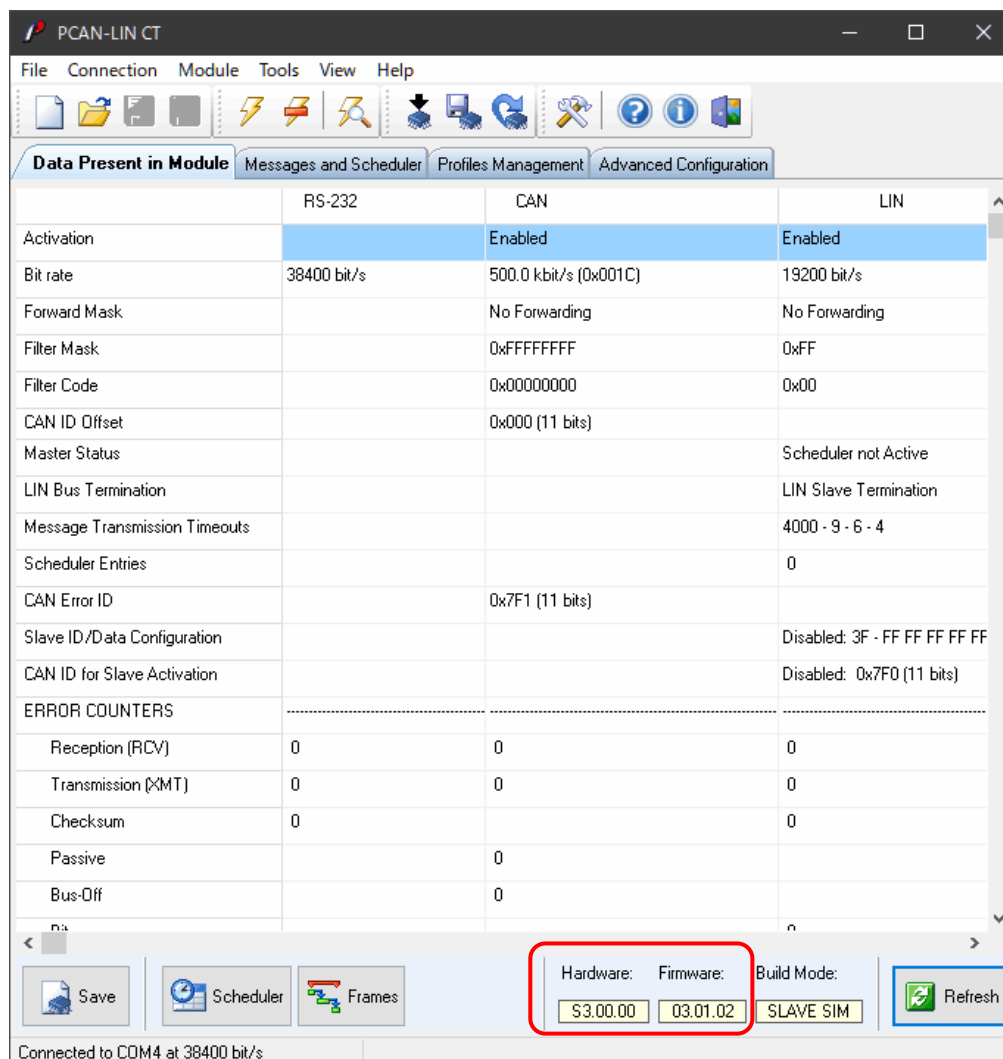 PCAN-LIN CT
File Connection Module Tools View Help
Data Present in Module Messages and Scheduler Profiles Management Advanced Configuration
RS-232 CAN LIN
Activation Enabled Enabled
Bit rate 38400 bit/s 500.0 kbit/s (0x001C) 19200 bit/s
Forward Mask No Forwarding No Forwarding
Filter Mask 0xFFFFFFFF 0xFF
Filter Code 0x00000000 0x00
CAN ID Offset 0x000 (11 bits)
Master Status Scheduler not Active
LIN Bus Termination LIN Slave Termination
Message Transmission Timeouts 4000 - 9 - 6 - 4
Scheduler Entries 0
CAN Error ID 0x7F1 (11 bits)
Slave ID/Data Configuration Disabled: 3F - FF FF FF FF FF
CAN ID for Slave Activation Disabled: 0x7F0 (11 bits)
ERROR COUNTERS
Reception (RCV) 0 0 0
Transmission (XMT) 0 0 0
Checksum 0 0
Passive 0
Bus-Off 0
Bit 0
Hardware: Firmware: Build Mode:
Save Scheduler Frames S3.00.00 03.01.02 SLAVE SIM Refresh
Connected to COM4 at 38400 bit/s